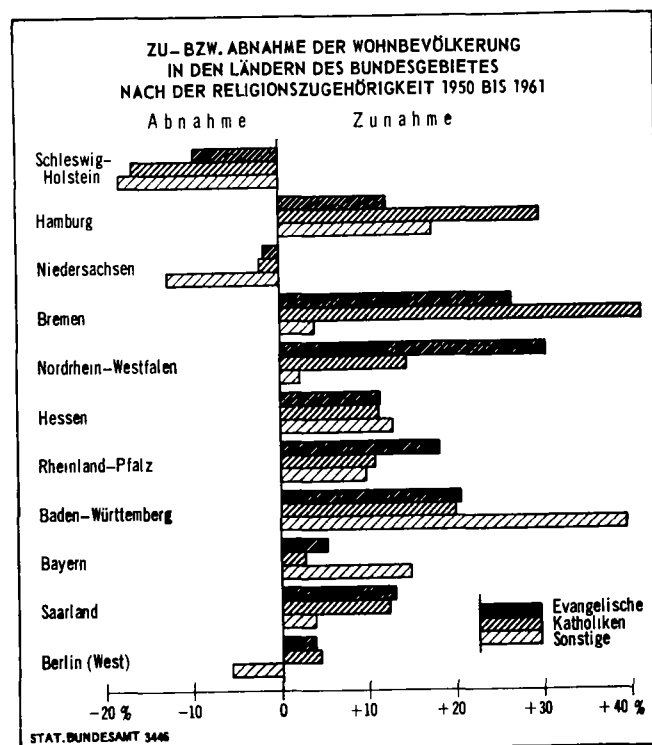 ZU- BZW. ABNAHME DER WOHNBEVÖLKERUNG
IN DEN LÄNDERN DES BUNDESGEBIETES
NACH DER RELIGIONSZUGEHÖRIGKEIT 1950 BIS 1961
Abnahme Zunahme
Schleswig-
Holstein
Hamburg
Niedersachsen
Bremen
Nordrhein-Westfalen
Hessen
Rheinland-Pfalz
Baden-Württemberg
Bayern
Saarland
Berlin (West)
Evangelische
Katholiken
Sonstige
-20 % -10 0 +10 +20 +30 +40 %
STAT. BUNDESAMT 3446